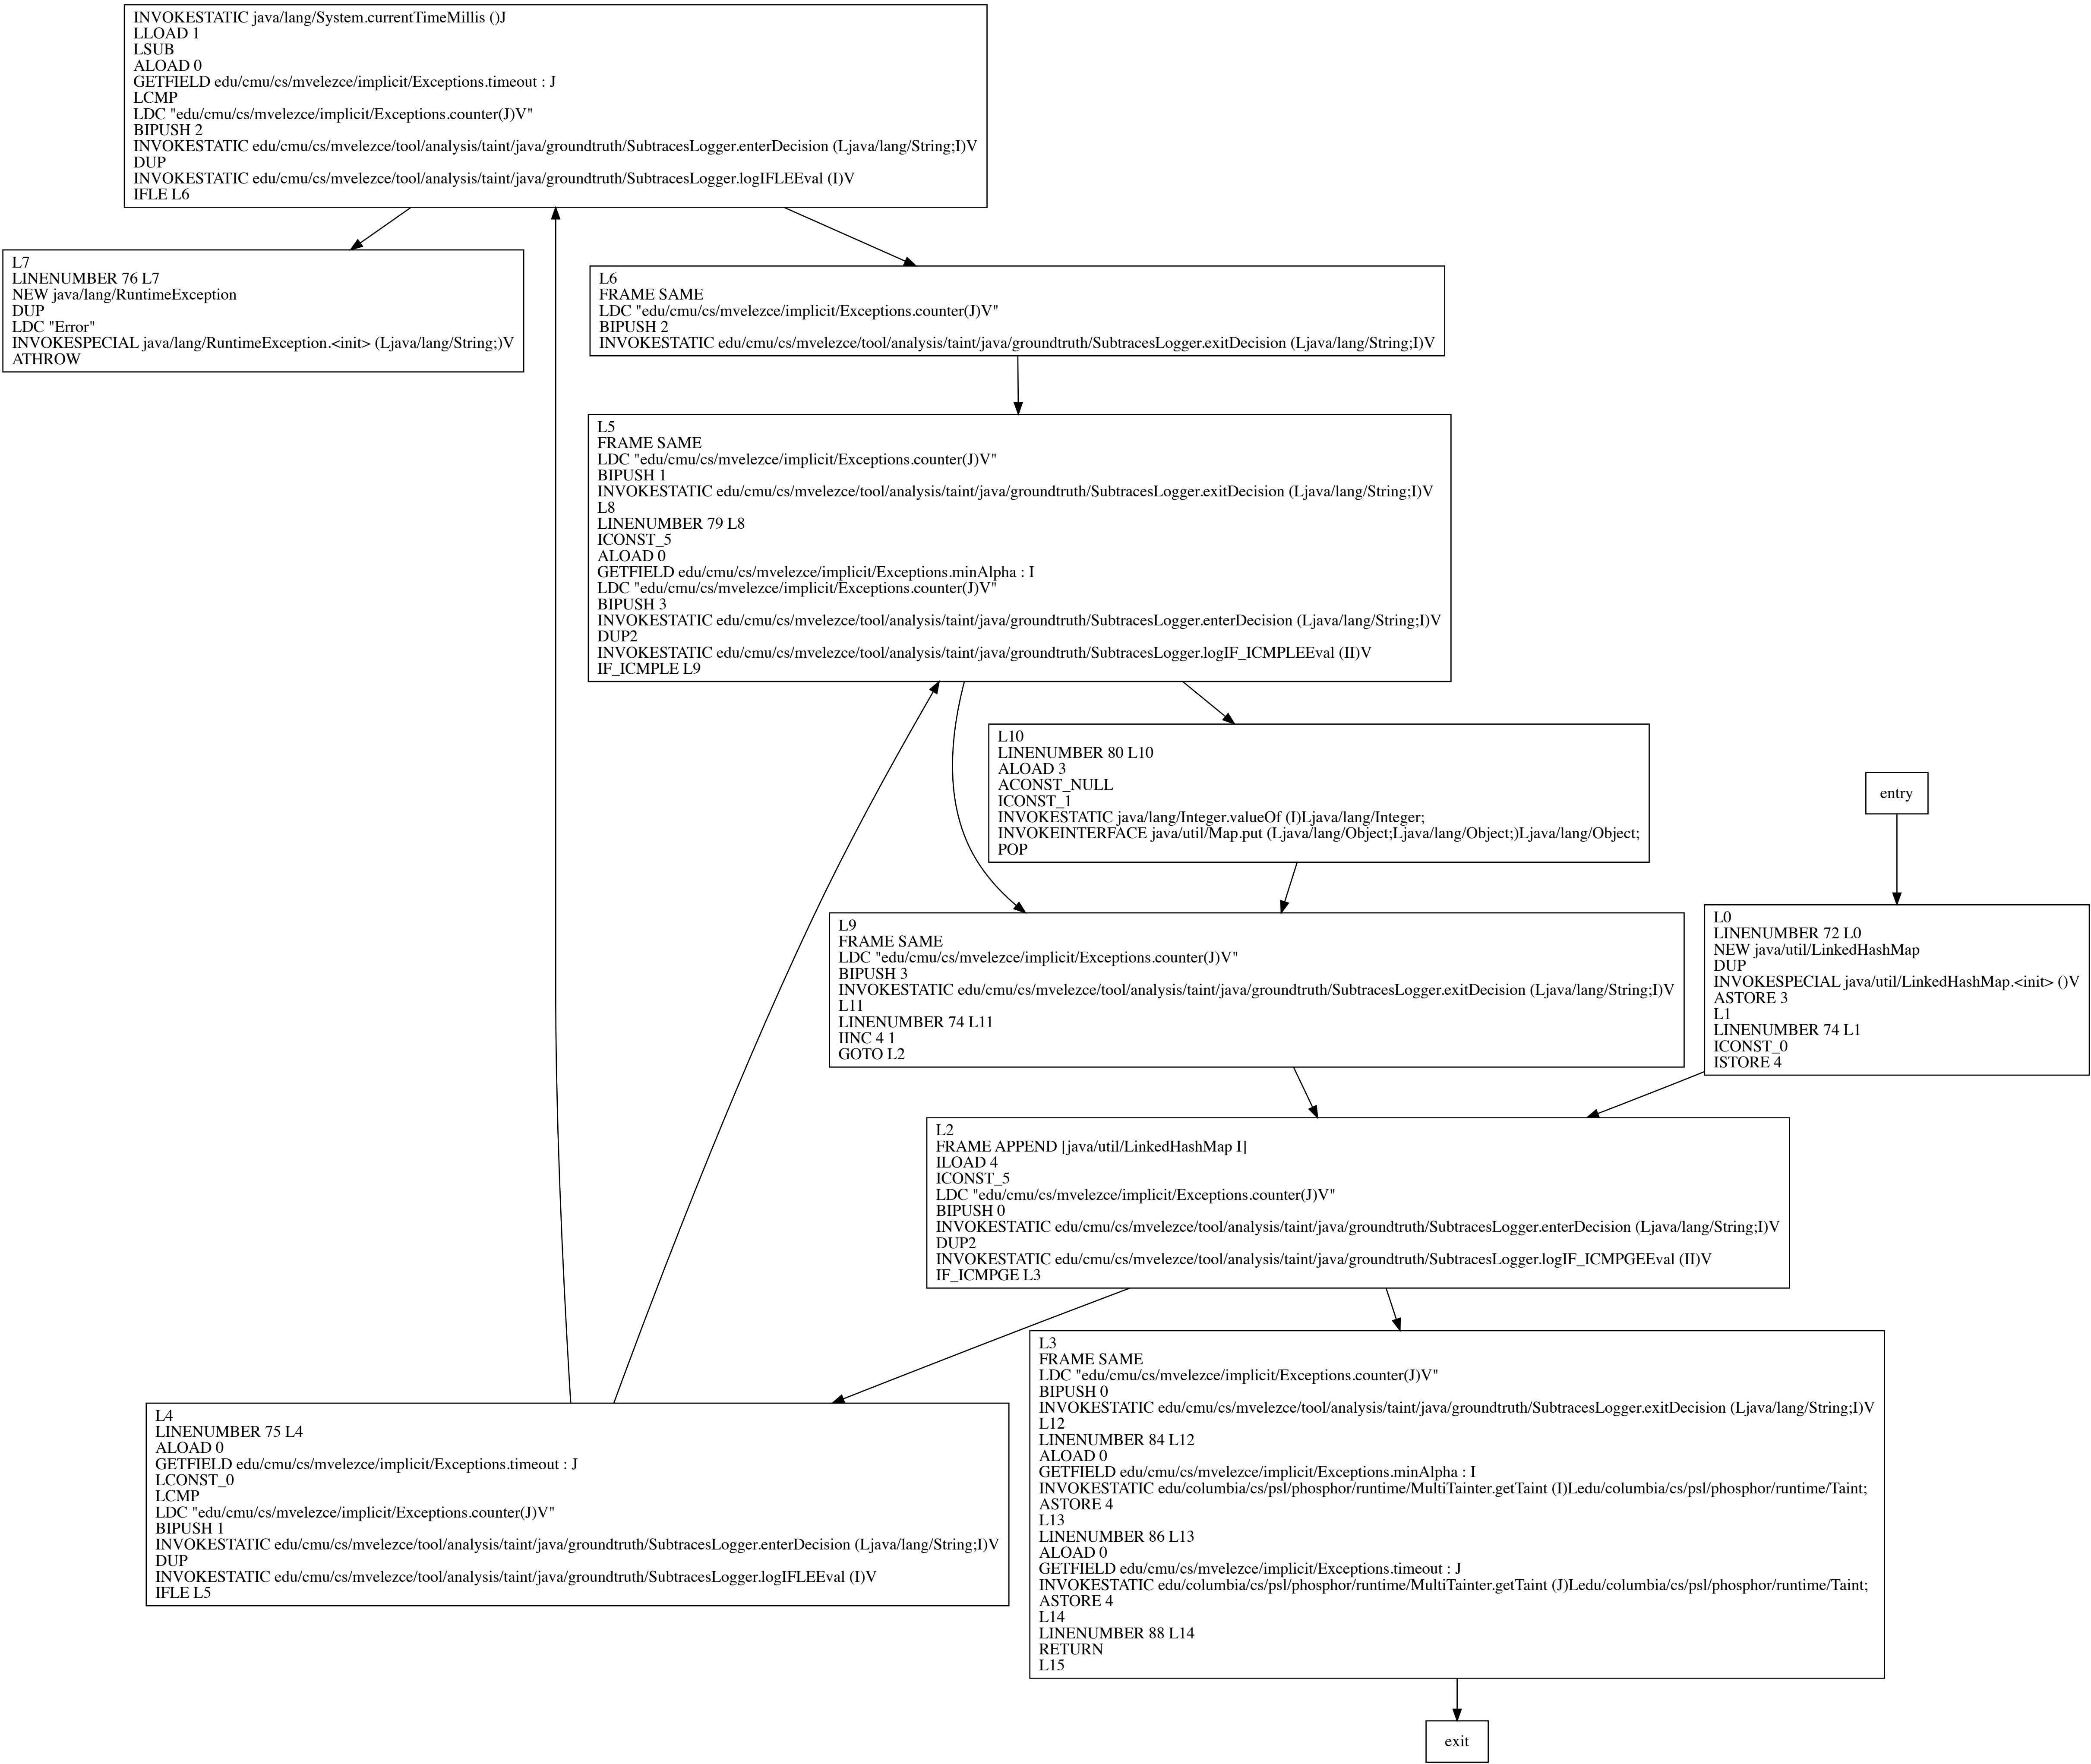 INVOKESTATIC java/lang/System.currentTimeMillis ()J
LLOAD 1
LSUB
ALOAD 0
GETFIELD edu/cmu/cs/mvelezce/implicit/Exceptions.timeout : J
LCMP
LDC "edu/cmu/cs/mvelezce/implicit/Exceptions.counter(J)V"
BIPUSH 2
INVOKESTATIC edu/cmu/cs/mvelezce/tool/analysis/taint/java/groundtruth/SubtracesLogger.enterDecision (Ljava/lang/String;I)V
DUP
INVOKESTATIC edu/cmu/cs/mvelezce/tool/analysis/taint/java/groundtruth/SubtracesLogger.logIFLEEval (I)V
IFLE L6
L7
LINENUMBER 76 L7
NEW java/lang/RuntimeException
DUP
LDC "Error"
INVOKESPECIAL java/lang/RuntimeException.<init> (Ljava/lang/String;)V
ATHROW
L6
FRAME SAME
LDC "edu/cmu/cs/mvelezce/implicit/Exceptions.counter(J)V"
BIPUSH 2
INVOKESTATIC edu/cmu/cs/mvelezce/tool/analysis/taint/java/groundtruth/SubtracesLogger.exitDecision (Ljava/lang/String;I)V
L5
FRAME SAME
LDC "edu/cmu/cs/mvelezce/implicit/Exceptions.counter(J)V"
BIPUSH 1
INVOKESTATIC edu/cmu/cs/mvelezce/tool/analysis/taint/java/groundtruth/SubtracesLogger.exitDecision (Ljava/lang/String;I)V
L8
LINENUMBER 79 L8
ICONST_5
ALOAD 0
GETFIELD edu/cmu/cs/mvelezce/implicit/Exceptions.minAlpha : I
LDC "edu/cmu/cs/mvelezce/implicit/Exceptions.counter(J)V"
BIPUSH 3
INVOKESTATIC edu/cmu/cs/mvelezce/tool/analysis/taint/java/groundtruth/SubtracesLogger.enterDecision (Ljava/lang/String;I)V
DUP2
INVOKESTATIC edu/cmu/cs/mvelezce/tool/analysis/taint/java/groundtruth/SubtracesLogger.logIF_ICMPLEEval (II)V
IF_ICMPLE L9
L10
LINENUMBER 80 L10
ALOAD 3
ACONST_NULL
ICONST_1
INVOKESTATIC java/lang/Integer.valueOf (I)Ljava/lang/Integer;
INVOKEINTERFACE java/util/Map.put (Ljava/lang/Object;Ljava/lang/Object;)Ljava/lang/Object;
POP
entry
L9
FRAME SAME
LDC "edu/cmu/cs/mvelezce/implicit/Exceptions.counter(J)V"
BIPUSH 3
INVOKESTATIC edu/cmu/cs/mvelezce/tool/analysis/taint/java/groundtruth/SubtracesLogger.exitDecision (Ljava/lang/String;I)V
L11
LINENUMBER 74 L11
IINC 4 1
GOTO L2
L0
LINENUMBER 72 L0
NEW java/util/LinkedHashMap
DUP
INVOKESPECIAL java/util/LinkedHashMap.<init> ()V
ASTORE 3
L1
LINENUMBER 74 L1
ICONST_0
ISTORE 4
L2
FRAME APPEND [java/util/LinkedHashMap I]
ILOAD 4
ICONST_5
LDC "edu/cmu/cs/mvelezce/implicit/Exceptions.counter(J)V"
BIPUSH 0
INVOKESTATIC edu/cmu/cs/mvelezce/tool/analysis/taint/java/groundtruth/SubtracesLogger.enterDecision (Ljava/lang/String;I)V
DUP2
INVOKESTATIC edu/cmu/cs/mvelezce/tool/analysis/taint/java/groundtruth/SubtracesLogger.logIF_ICMPGEEval (II)V
IF_ICMPGE L3
L4
LINENUMBER 75 L4
ALOAD 0
GETFIELD edu/cmu/cs/mvelezce/implicit/Exceptions.timeout : J
LCONST_0
LCMP
LDC "edu/cmu/cs/mvelezce/implicit/Exceptions.counter(J)V"
BIPUSH 1
INVOKESTATIC edu/cmu/cs/mvelezce/tool/analysis/taint/java/groundtruth/SubtracesLogger.enterDecision (Ljava/lang/String;I)V
DUP
INVOKESTATIC edu/cmu/cs/mvelezce/tool/analysis/taint/java/groundtruth/SubtracesLogger.logIFLEEval (I)V
IFLE L5
L3
FRAME SAME
LDC "edu/cmu/cs/mvelezce/implicit/Exceptions.counter(J)V"
BIPUSH 0
INVOKESTATIC edu/cmu/cs/mvelezce/tool/analysis/taint/java/groundtruth/SubtracesLogger.exitDecision (Ljava/lang/String;I)V
L12
LINENUMBER 84 L12
ALOAD 0
GETFIELD edu/cmu/cs/mvelezce/implicit/Exceptions.minAlpha : I
INVOKESTATIC edu/columbia/cs/psl/phosphor/runtime/MultiTainter.getTaint (I)Ledu/columbia/cs/psl/phosphor/runtime/Taint;
ASTORE 4
L13
LINENUMBER 86 L13
ALOAD 0
GETFIELD edu/cmu/cs/mvelezce/implicit/Exceptions.timeout : J
INVOKESTATIC edu/columbia/cs/psl/phosphor/runtime/MultiTainter.getTaint (J)Ledu/columbia/cs/psl/phosphor/runtime/Taint;
ASTORE 4
L14
LINENUMBER 88 L14
RETURN
L15
exit